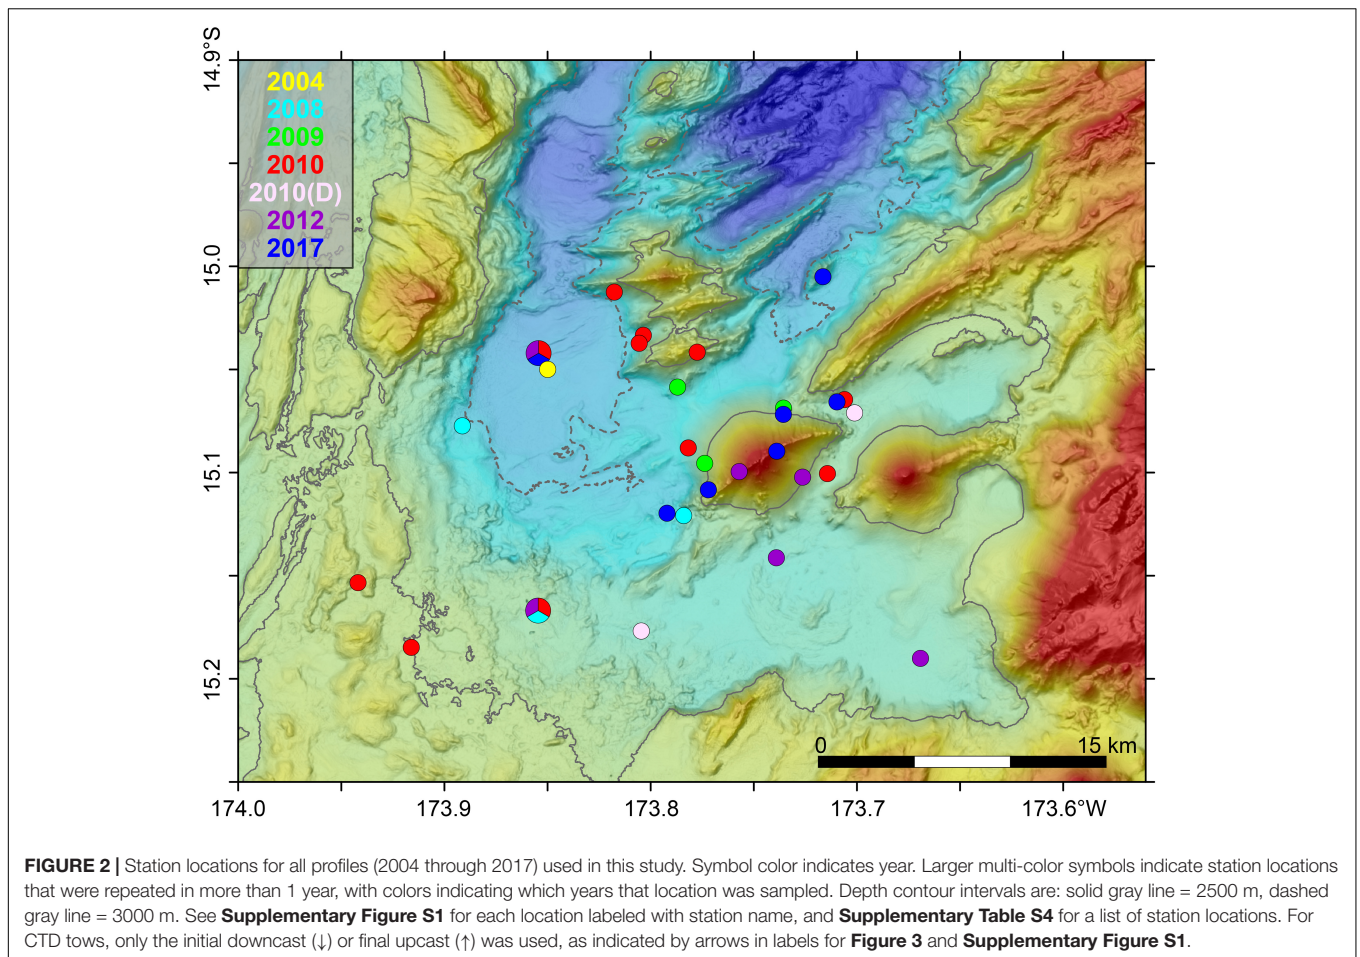 14.9°S
15.0
15.1
15.2
2004
2008
2009
2010
2010(D)
2012
2017
0 15 km
174.0 173.9 173.8 173.7 173.6°W
FIGURE 2 | Station locations for all profiles (2004 through 2017) used in this study. Symbol color indicates year. Larger multi-color symbols indicate station locations
that were repeated in more than 1 year, with colors indicating which years that location was sampled. Depth contour intervals are: solid gray line = 2500 m, dashed
gray line = 3000 m. See Supplementary Figure S1 for each location labeled with station name, and Supplementary Table S4 for a list of station locations. For
CTD tows, only the initial downcast (↓) or final upcast (↑) was used, as indicated by arrows in labels for Figure 3 and Supplementary Figure S1.